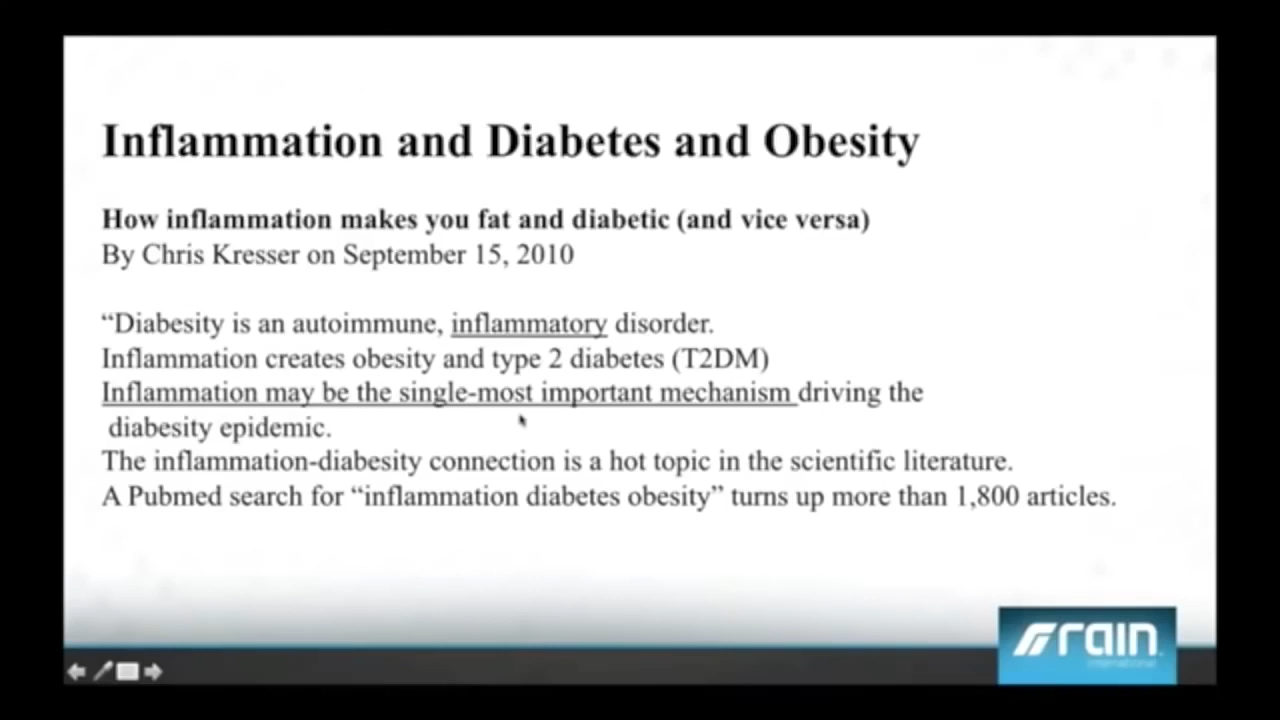 Inflammation and Diabetes and Obesity
How inflammation makes you fat and diabetic (and vice versa)
By Chris Kresser on September 15, 2010
“Diabesity is an autoimmune, inflammatory disorder.
Inflammation creates obesity and type 2 diabetes (T2DM)
Inflammation may be the single-most important mechanism driving the
diabesity epidemic.
The inflammation-diabesity connection is a hot topic in the scientific literature.
A Pubmed search for “inflammation diabetes obesity” turns up more than 1,800 articles.
rain
international